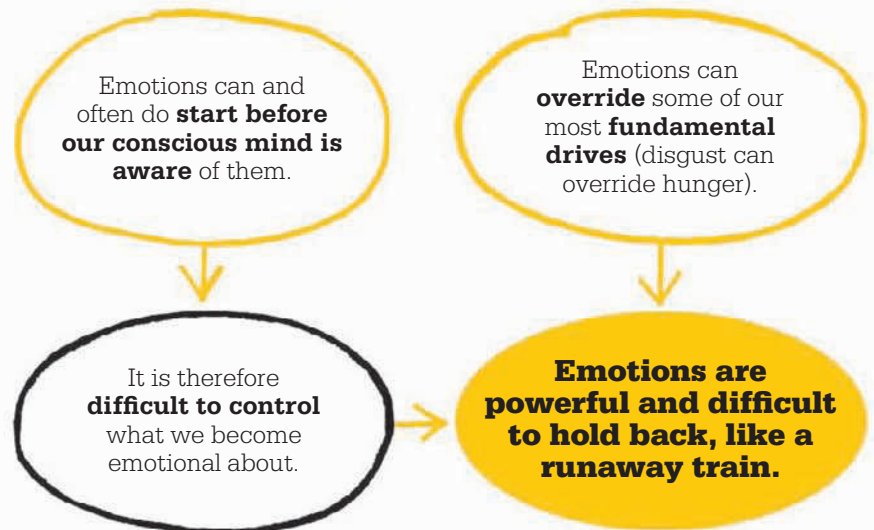 Emotions can and
often do start before
our conscious mind is
aware of them.
Emotions can
override some of our
most fundamental
drives (disgust can
override hunger).
It is therefore
difficult to control
what we become
emotional about.
Emotions are
powerful and difficult
to hold back, like a
runaway train.